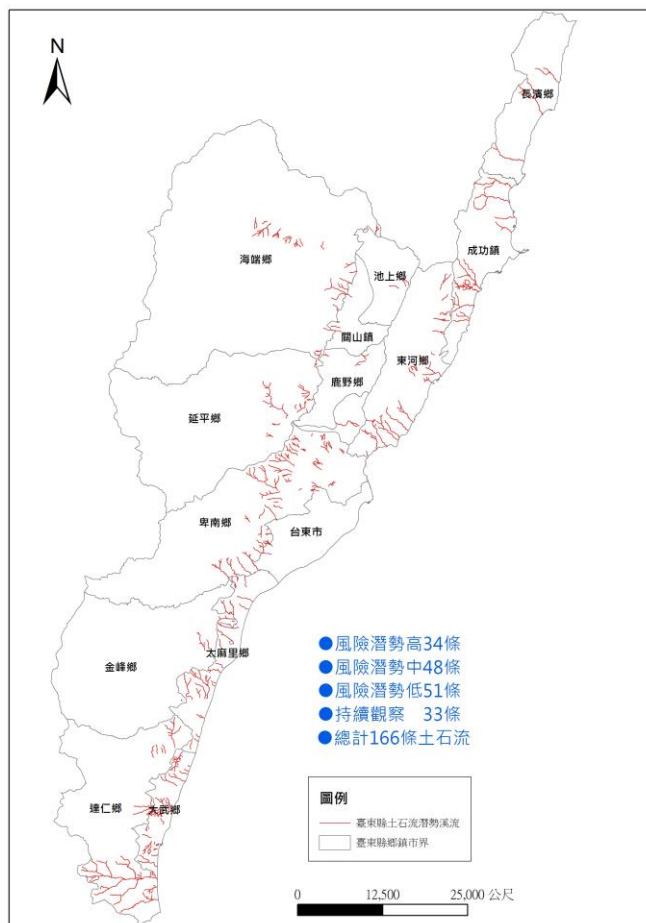 N
長濱鄉
成功鎮
海端鄉
池上鄉
關山鎮
東河鄉
鹿野鄉
延平鄉
卑南鄉
台東市
金峰鄉
太麻里鄉
達仁鄉
大武鄉
●風險潛勢高34條
●風險潛勢中48條
●風險潛勢低51條
●持續觀察 33條
●總計166條土石流
圖例
臺東縣土石流潛勢溪流
臺東縣鄉鎮市界
0 12,500 25,000 公尺